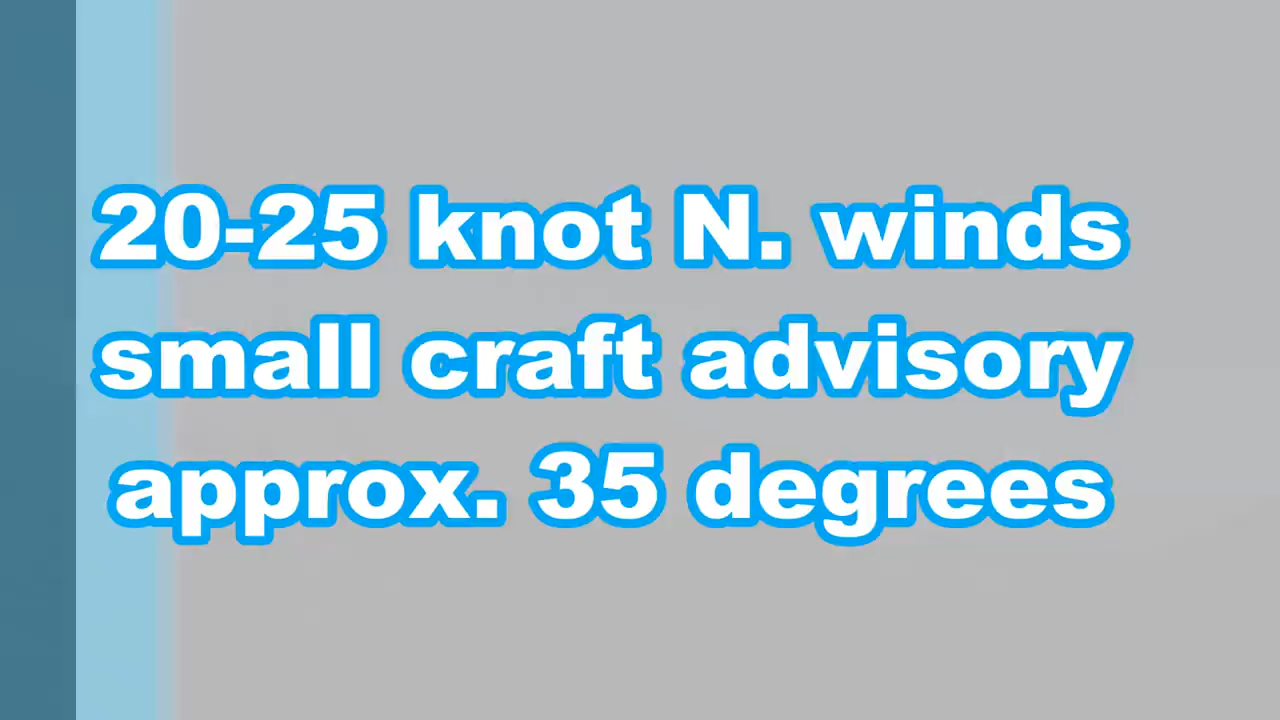 20-25 knot N. winds
small craft advisory
approx. 35 degrees